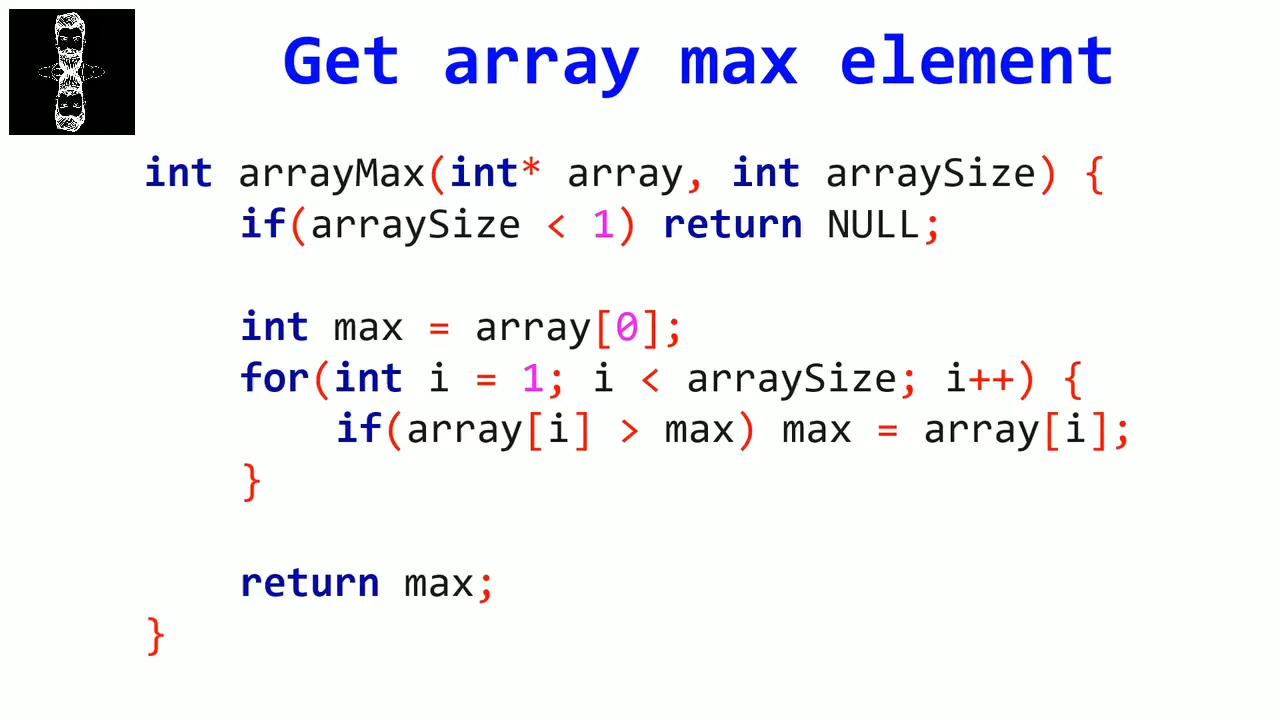 Get array max element
int arrayMax(int* array, int arraySize) {
if(arraySize < 1) return NULL;
int max = array[0];
for(int i = 1; i < arraySize; i++) {
if(array[i] > max) max = array[i];
}
return max;
}